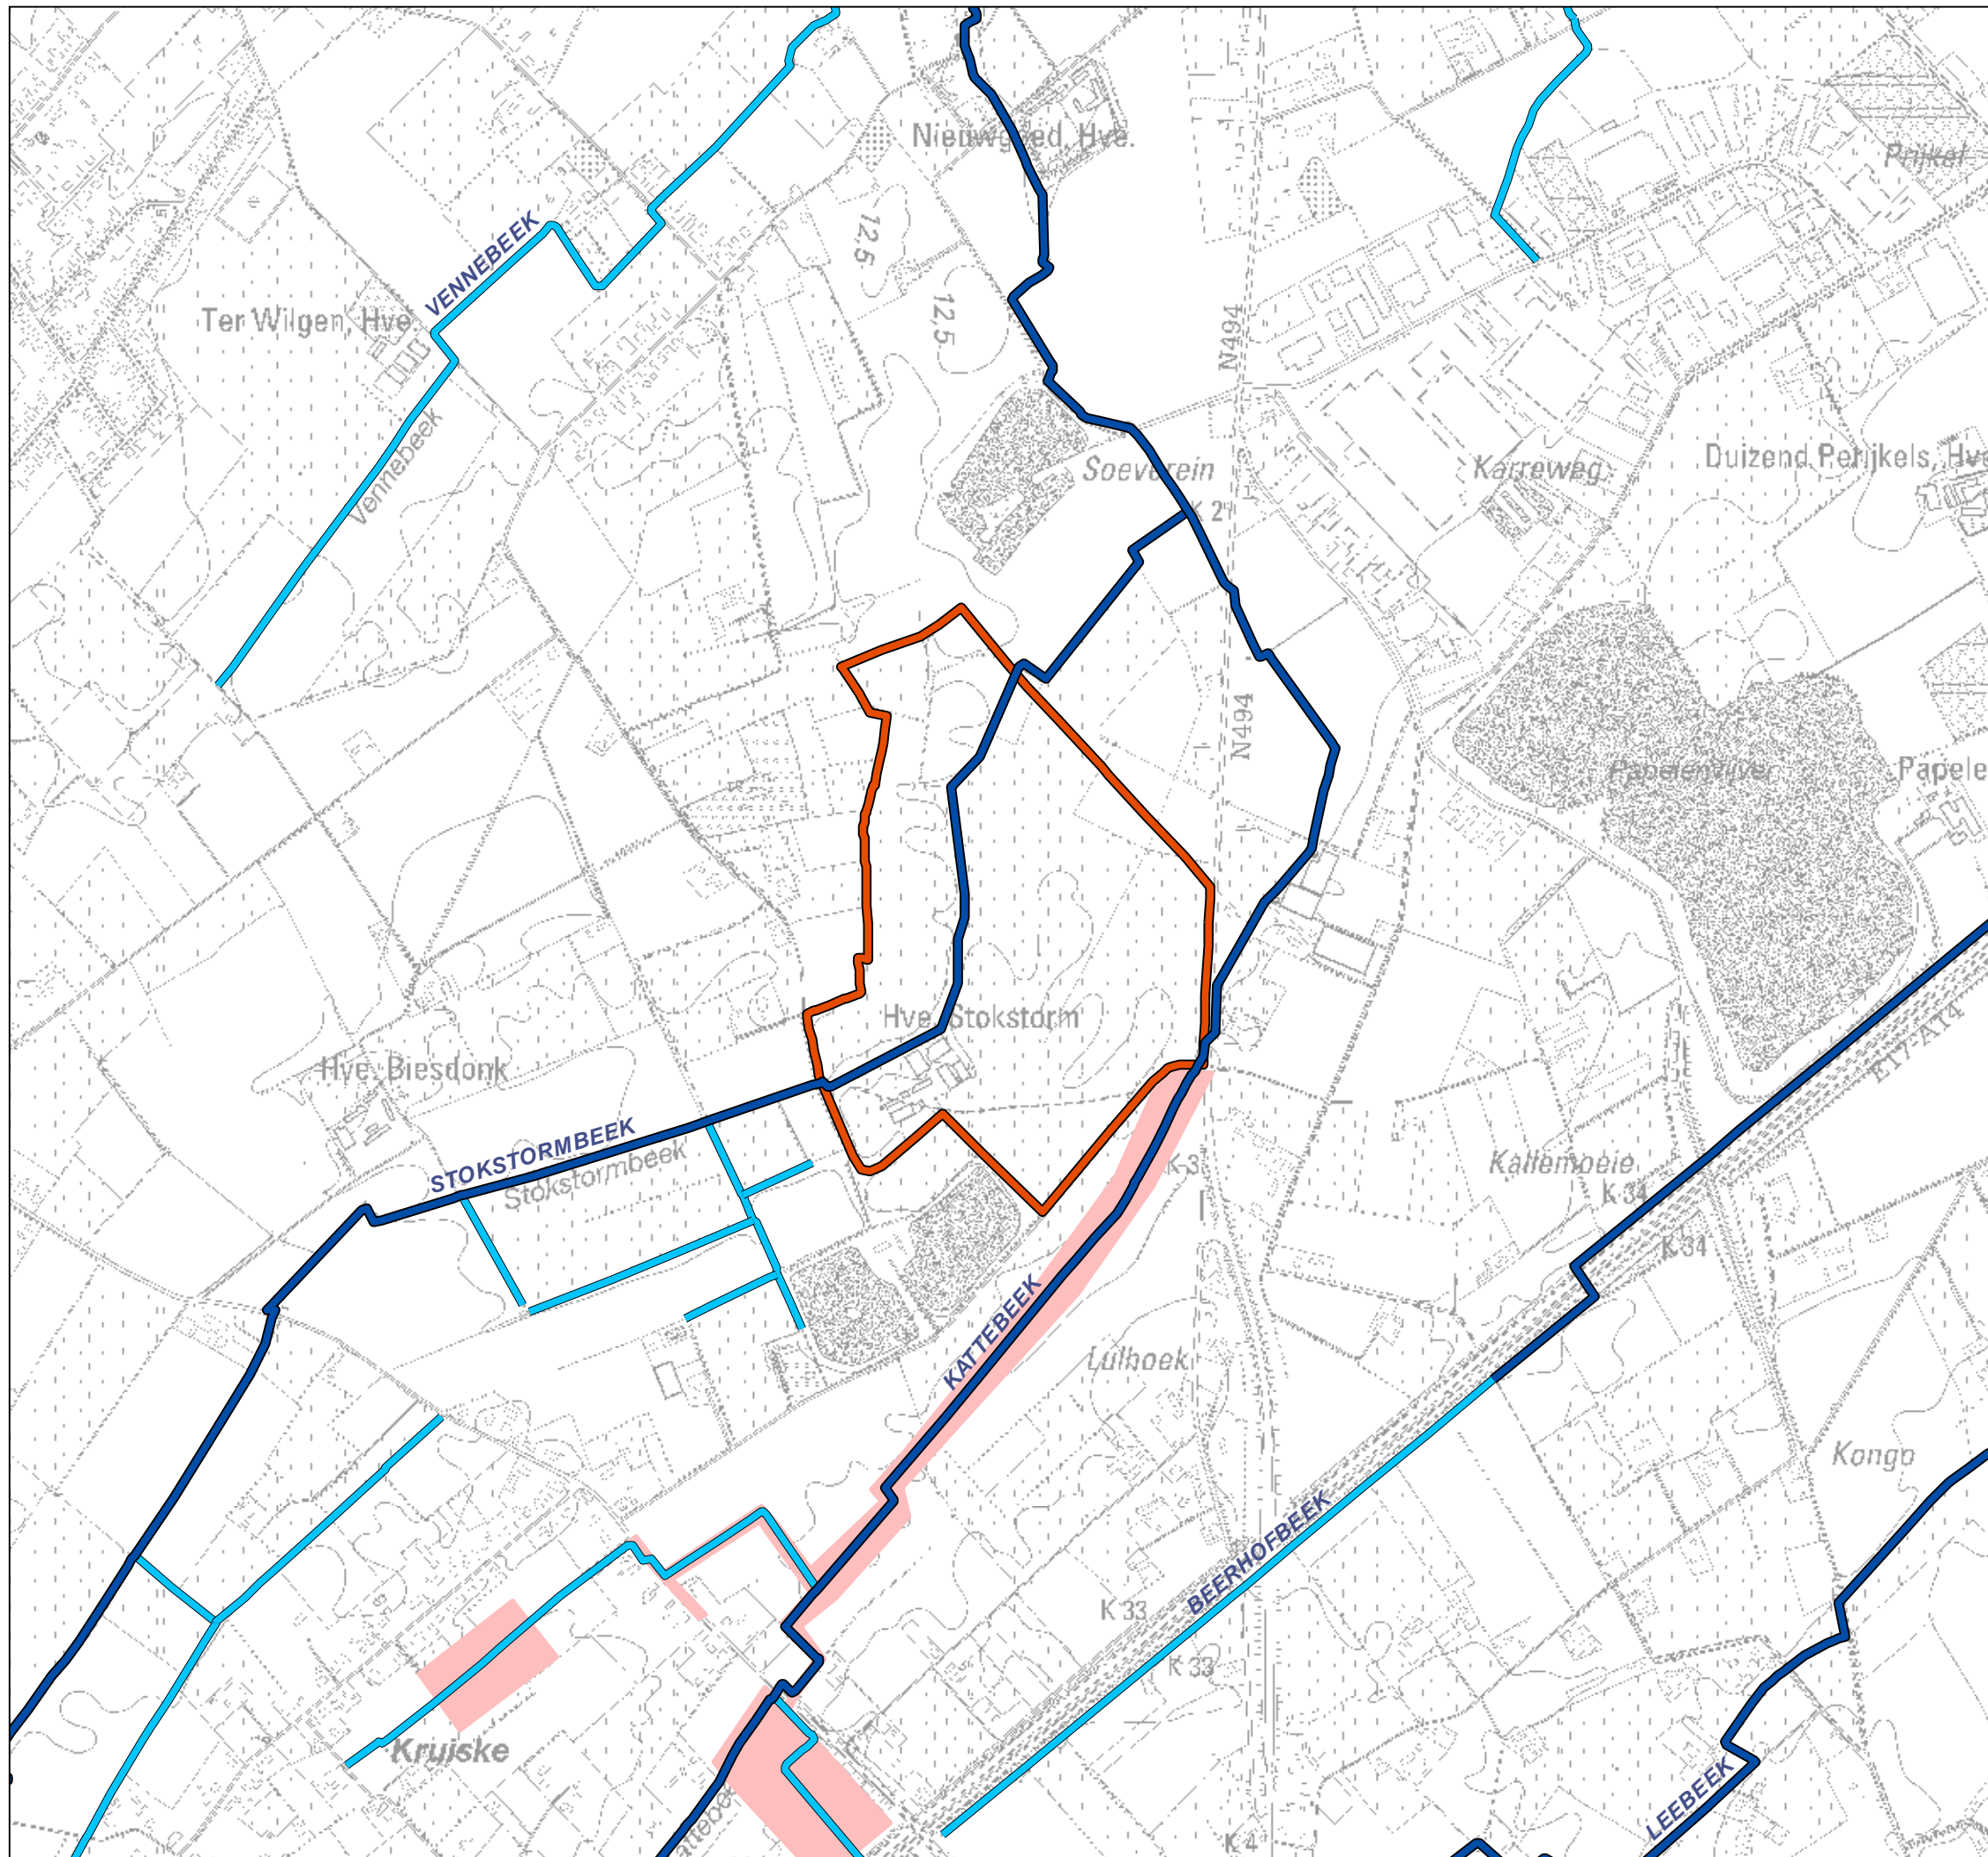 Nieuwgoed, Hve.
Prijkel
12,5
VENNEBEEK
Ter Wilgen, Hve.
12,5
N494
Vennebeek
Soeverein
Karreweg
Duizend Perijkels, Hve
K 2
N494
Papelenvijver
Papele
Hve. Stokstorm
E17-A14
Hve. Biesdonk
STOKSTORMBEEK
Stokstormbeek
K 3
Kattemoeie
K 34
K 34
KATTEBEEK
Lulhoek
Kongo
BEERHOFBEEK
K 33
K 33
Kruiske
LEEBEEK
K 4